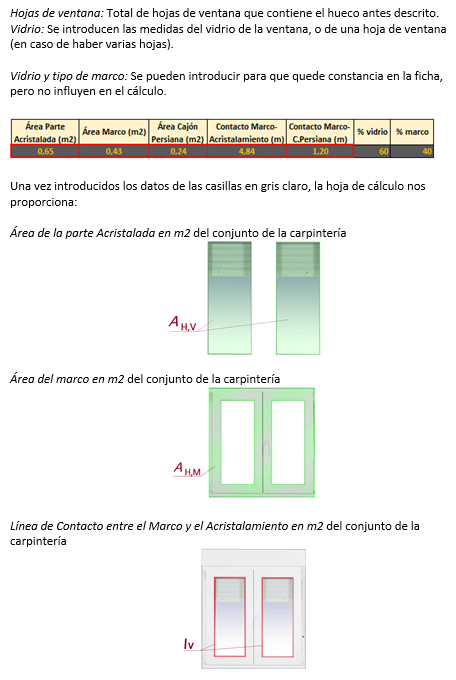 Hojas de ventana: Total de hojas de ventana que contiene el hueco antes descrito.
Vidrio: Se introducen las medidas del vidrio de la ventana, o de una hoja de ventana
(en caso de haber varias hojas).
Vidrio y tipo de marco: Se pueden introducir para que quede constancia en la ficha,
pero no influyen en el cálculo.
Área Parte Acristalada (m2) Área Marco (m2) Área Cajón Persiana (m2) Contacto Marco-Acristalamiento (m) Contacto Marco-C.Persiana (m) % vidrio % marco
0,65 0,43 0,24 4,84 1,20 60 40
Una vez introducidos los datos de las casillas en gris claro, la hoja de cálculo nos
proporciona:
Área de la parte Acristalada en m2 del conjunto de la carpintería
A H,V
Área del marco en m2 del conjunto de la carpintería
A H,M
Línea de Contacto entre el Marco y el Acristalamiento en m2 del conjunto de la
carpintería
lv